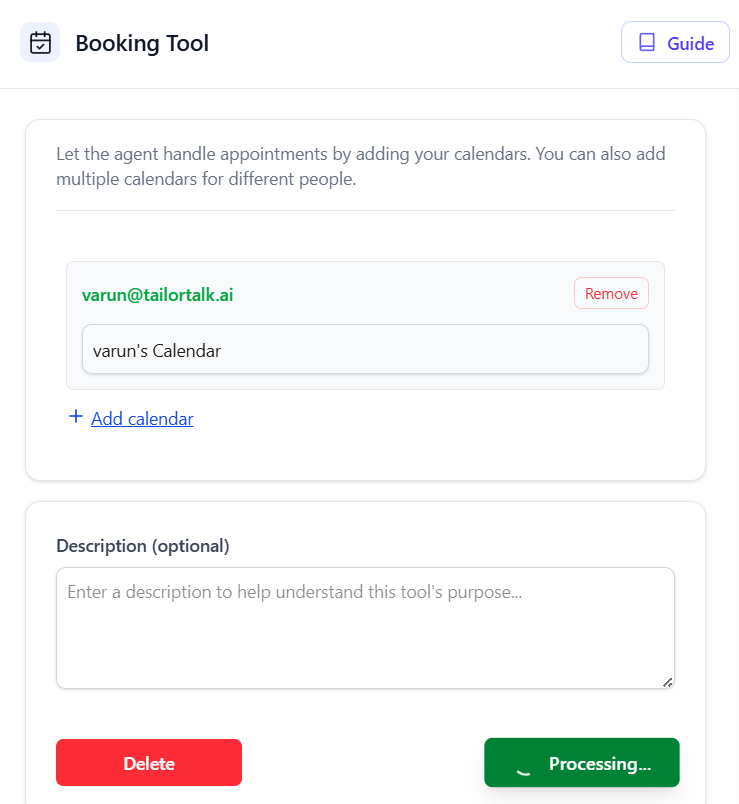 Booking Tool
Guide
Let the agent handle appointments by adding your calendars. You can also add
multiple calendars for different people.
varun@tailortalk.ai
Remove
varun's Calendar
+ Add calendar
Description (optional)
Enter a description to help understand this tool's purpose...
Delete
Processing...